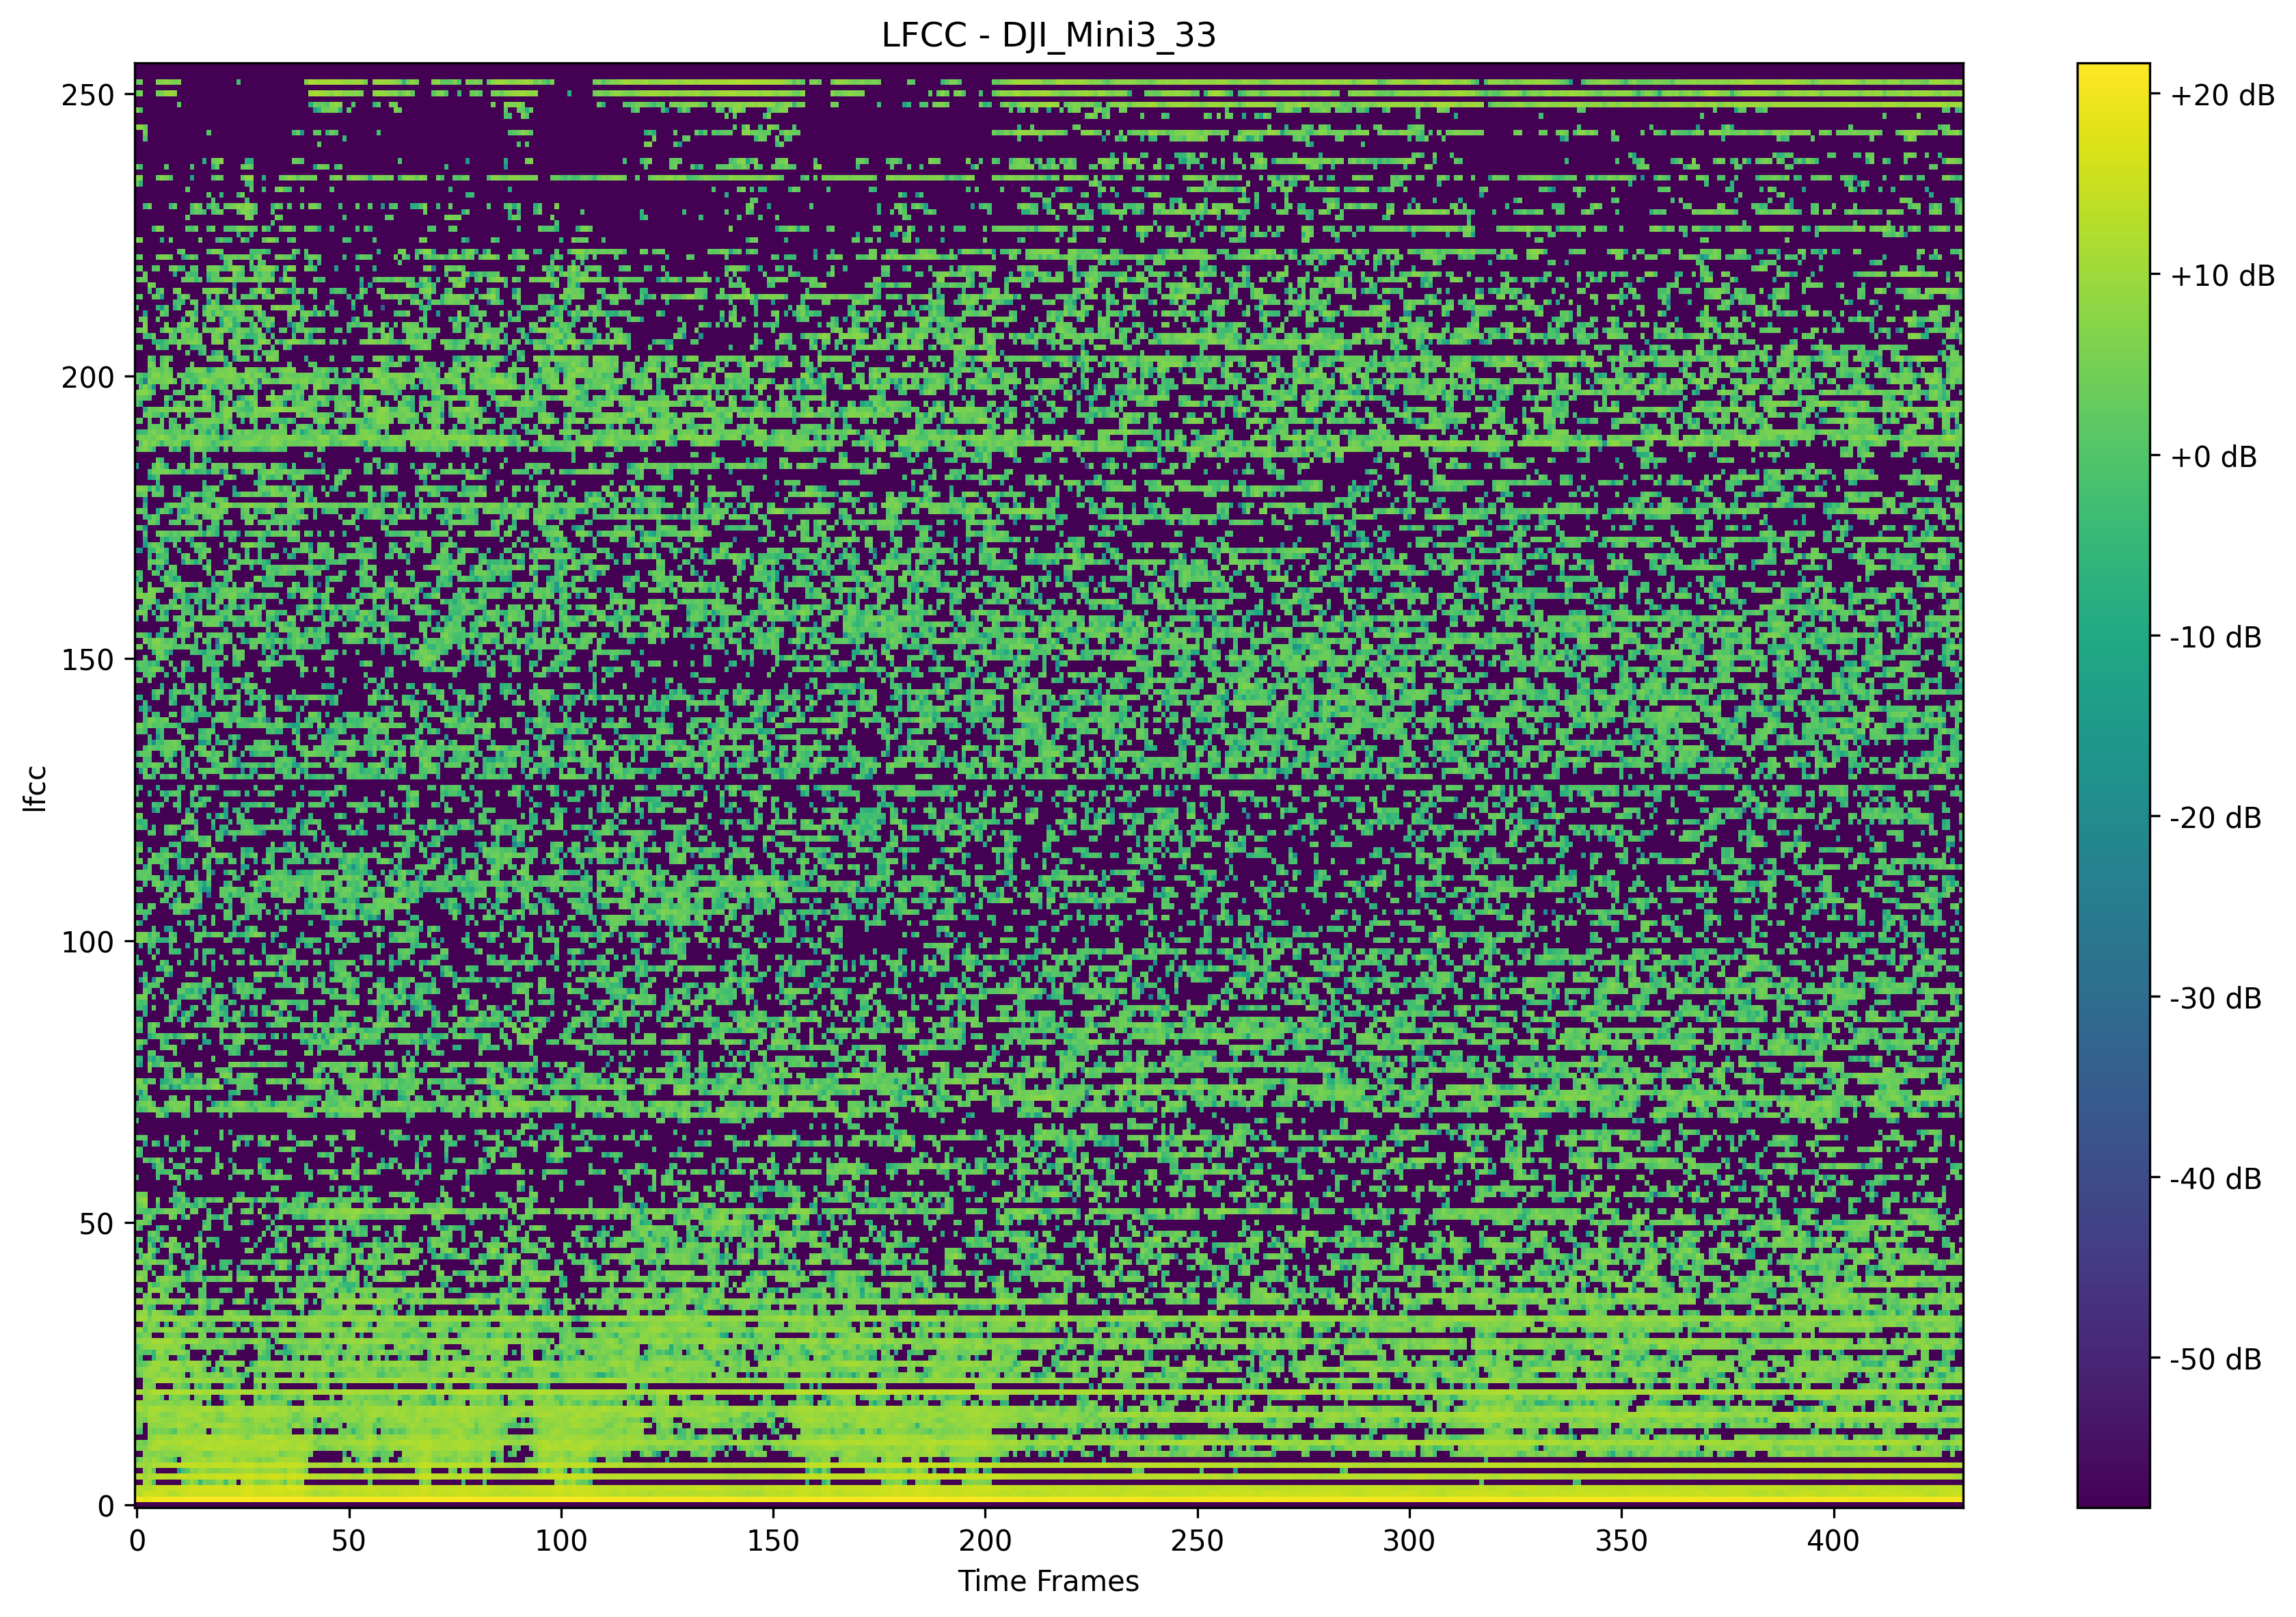 LFCC - DJI_Mini3_33
250
200
150
100
50
0
lfcc
0 50 100 150 200 250 300 350 400
Time Frames
+20 dB
+10 dB
+0 dB
-10 dB
-20 dB
-30 dB
-40 dB
-50 dB